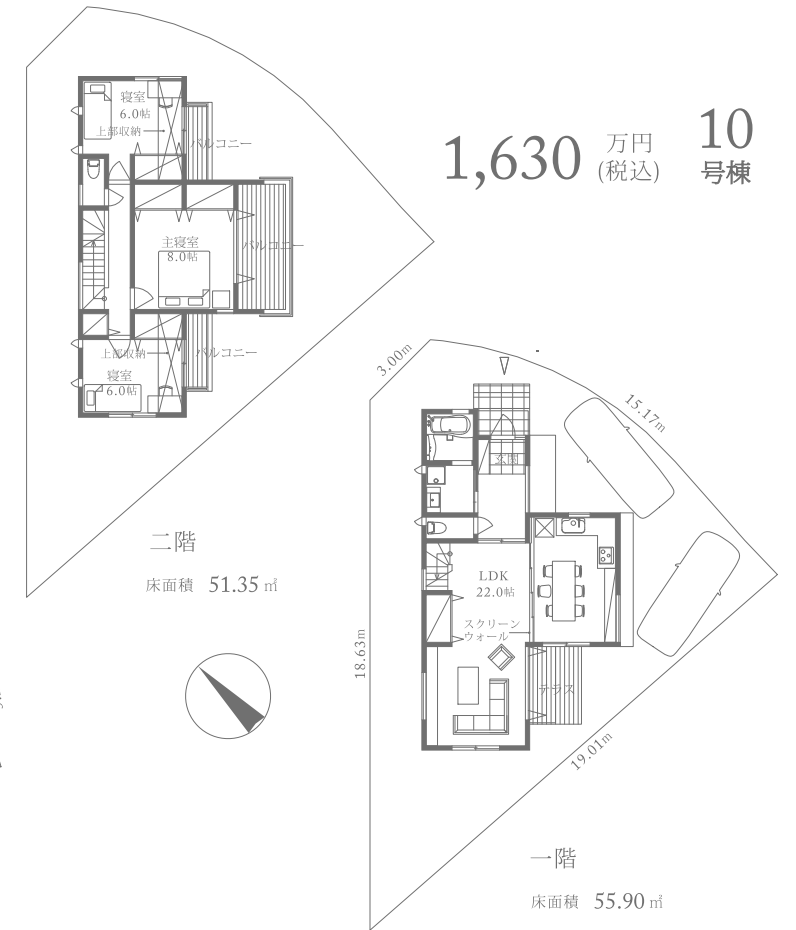 1,630 万円
(税込)
10
号棟
寝室
6.0帖
上部収納
バルコニー
主寝室
8.0帖
バルコニー
上部収納
バルコニー
寝室
6.0帖
二階
床面積 51.35 ㎡
3.00m
15.17m
玄関
LDK
22.0帖
スクリーン
ウォール
テラス
18.63m
19.01m
一階
床面積 55.90 ㎡